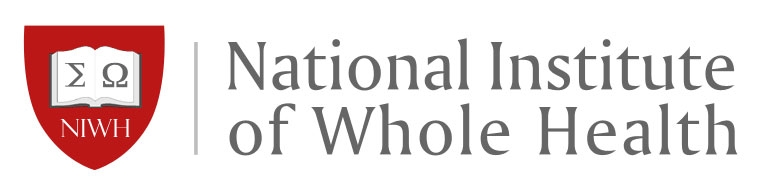 Σ Ω
NIWH
National Institute
of Whole Health